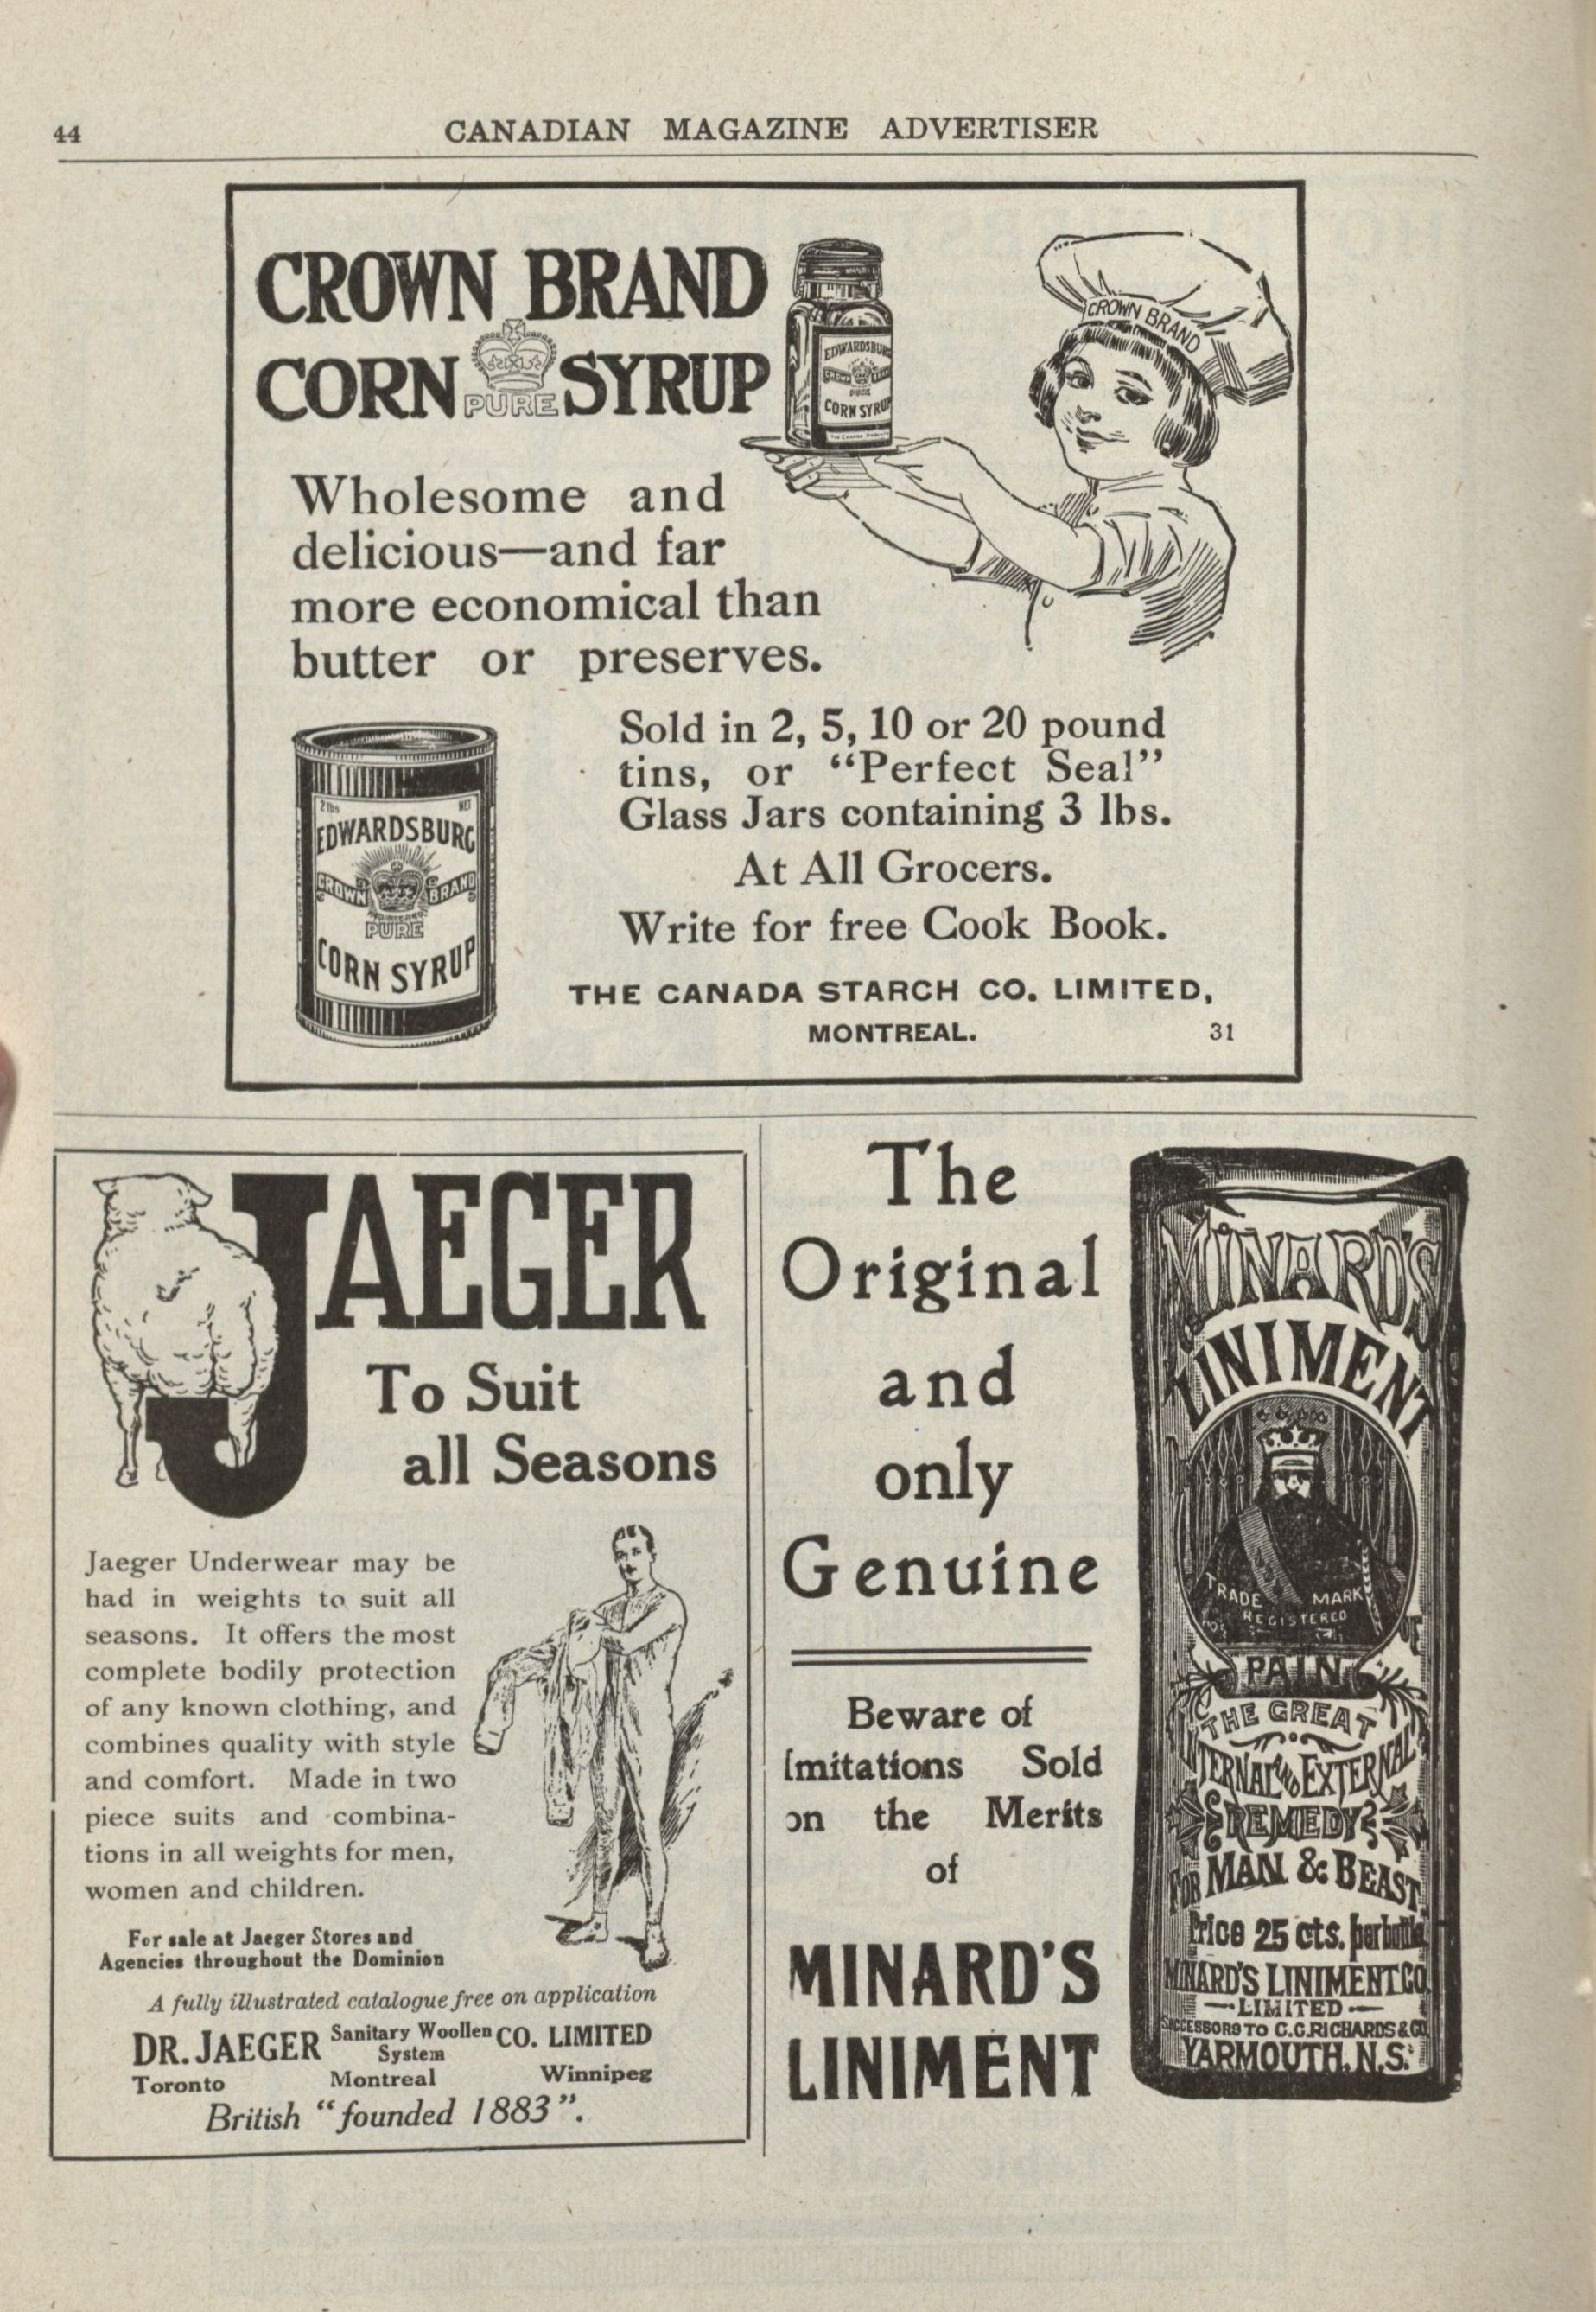 44
CANADIAN MAGAZINE ADVERTISER
CROWN BRAND
CORN PURE SYRUP
EDWARDSBURG
CROWN BRAND
PURE
CORN SYRUP
CROWN BRAND
Wholesome and
delicious—and far
more economical than
butter or preserves.
2 lbs NET
EDWARDSBURG
CROWN BRAND
PURE
CORN SYRUP
Sold in 2, 5, 10 or 20 pound
tins, or “Perfect Seal”
Glass Jars containing 3 lbs.
At All Grocers.
Write for free Cook Book.
THE CANADA STARCH CO. LIMITED,
MONTREAL. 31
JAEGER
To Suit
all Seasons
Jaeger Underwear may be
had in weights to suit all
seasons. It offers the most
complete bodily protection
of any known clothing, and
combines quality with style
and comfort. Made in two
piece suits and combina-
tions in all weights for men,
women and children.
For sale at Jaeger Stores and
Agencies throughout the Dominion
A fully illustrated catalogue free on application
DR. JAEGER Sanitary Woollen System CO. LIMITED
Toronto Montreal Winnipeg
British “founded 1883”.
The
Original
and
only
Genuine
Beware of
Imitations Sold
on the Merits
of
MINARD'S
LINIMENT
MINARD'S
LINIMENT
TRADE MARK
REGISTERED
OF
PAIN
THE GREAT
INTERNAL AND EXTERNAL
REMEDY
FOR MAN & BEAST
Price 25 cts. per bottle
MINARD'S LINIMENT CO.
LIMITED
SUCCESSORS TO C.C. RICHARDS & CO.
YARMOUTH, N.S.